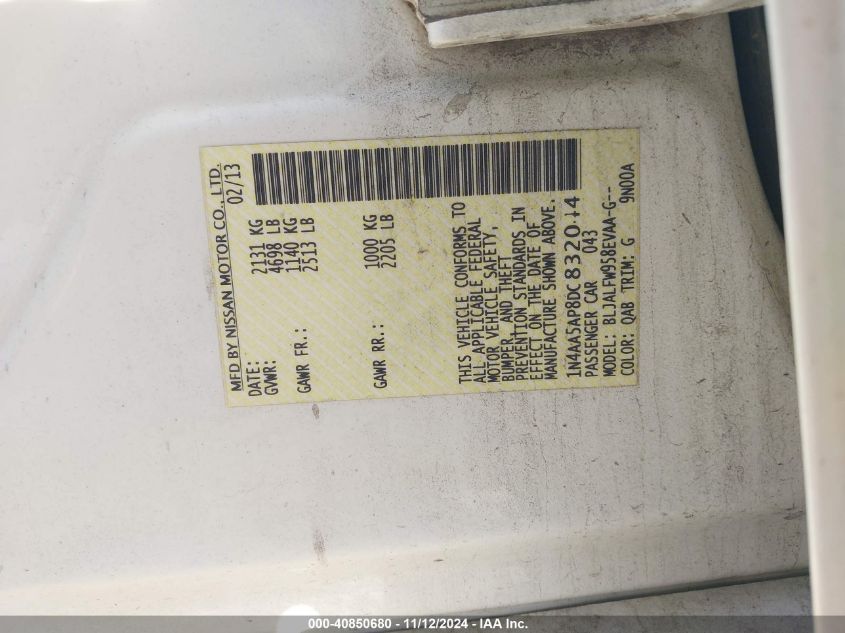 MFD BY NISSAN MOTOR CO., LTD.
DATE: 02/13
GVWR: 2131 KG
4698 LB
GAWR FR.: 1140 KG
2513 LB
GAWR RR.: 1000 KG
2205 LB
THIS VEHICLE CONFORMS TO
ALL APPLICABLE FEDERAL
MOTOR VEHICLE SAFETY,
BUMPER, AND THEFT
PREVENTION STANDARDS IN
EFFECT ON THE DATE OF
MANUFACTURE SHOWN ABOVE.
PASSENGER CAR 043
MODEL: BLJALFW958EVAA-G--
COLOR: QAB TRIM: G 9N00A
000-40850680 - 11/12/2024 - IAA Inc.